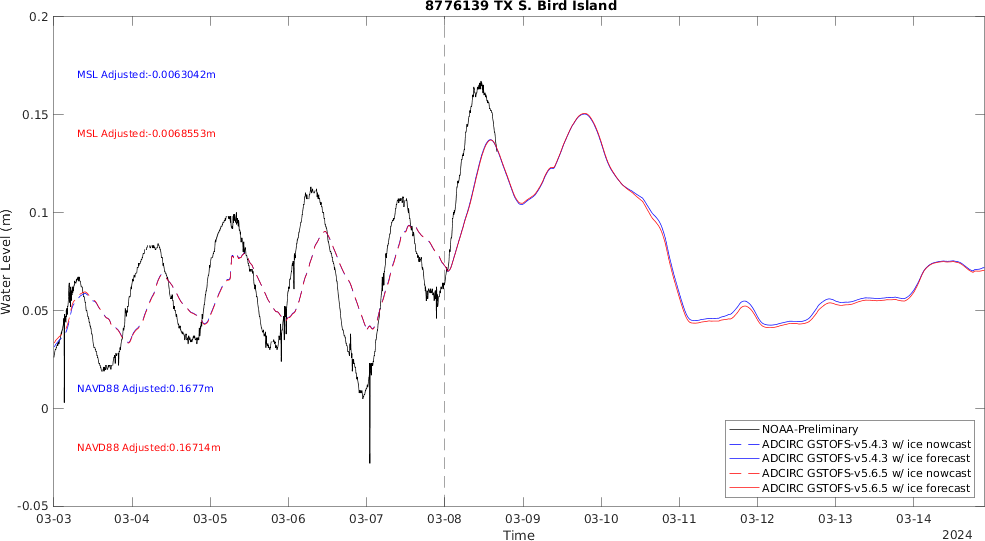 8776139 TX S. Bird Island
0.2
0.15
0.1
0.05
0
-0.05
Water Level (m)
MSL Adjusted:-0.0063042m
MSL Adjusted:-0.0068553m
NAVD88 Adjusted:0.1677m
NAVD88 Adjusted:0.16714m
NOAA-Preliminary
ADCIRC GSTOFS-v5.4.3 w/ ice nowcast
ADCIRC GSTOFS-v5.4.3 w/ ice forecast
ADCIRC GSTOFS-v5.6.5 w/ ice nowcast
ADCIRC GSTOFS-v5.6.5 w/ ice forecast
03-03 03-04 03-05 03-06 03-07 03-08 03-09 03-10 03-11 03-12 03-13 03-14
Time
2024